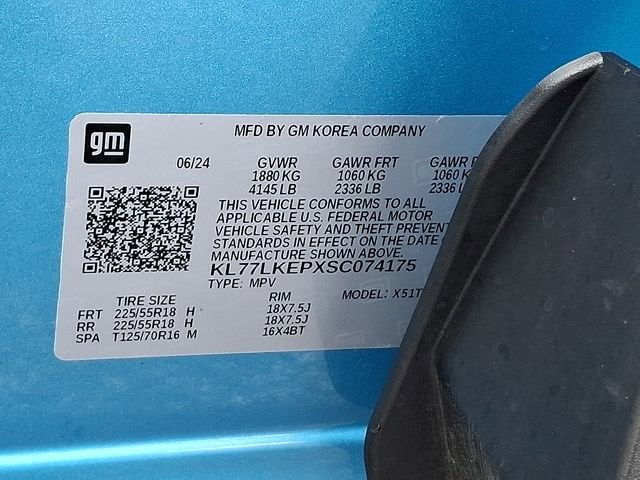 gm
MFD BY GM KOREA COMPANY
06/24 GVWR GAWR FRT GAWR
1880 KG 1060 KG 1060 KG
4145 LB 2336 LB 2336 LB
THIS VEHICLE CONFORMS TO ALL
APPLICABLE U.S. FEDERAL MOTOR
VEHICLE SAFETY AND THEFT PREVENT
STANDARDS IN EFFECT ON THE DATE O
MANUFACTURE SHOWN ABOVE.
KL77LKEPXSC074175
TYPE: MPV MODEL: X51T
TIRE SIZE RIM
FRT 225/55R18 H 18X7.5J
RR 225/55R18 H 18X7.5J
SPA T125/70R16 M 16X4BT